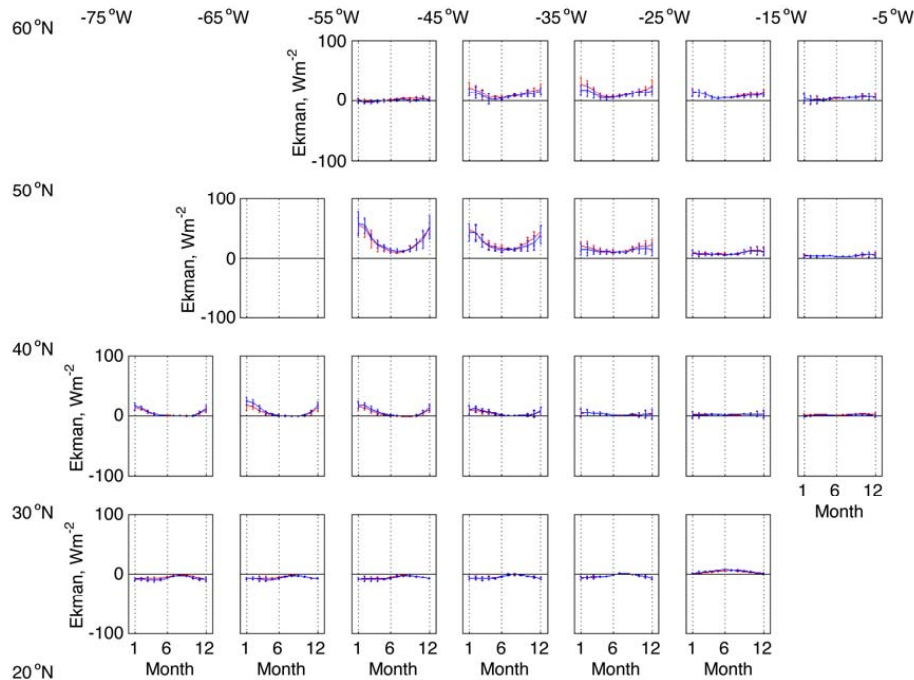 -75°W -65°W -55°W -45°W -35°W -25°W -15°W -5°W
60°N
100
0
-100
Ekman, Wm-2
50°N
100
0
-100
Ekman, Wm-2
40°N
100
0
-100
Ekman, Wm-2
1 6 12
Month
30°N
100
0
-100
Ekman, Wm-2
1 6 12 1 6 12 1 6 12 1 6 12 1 6 12 1 6 12
Month Month Month Month Month Month
20°N